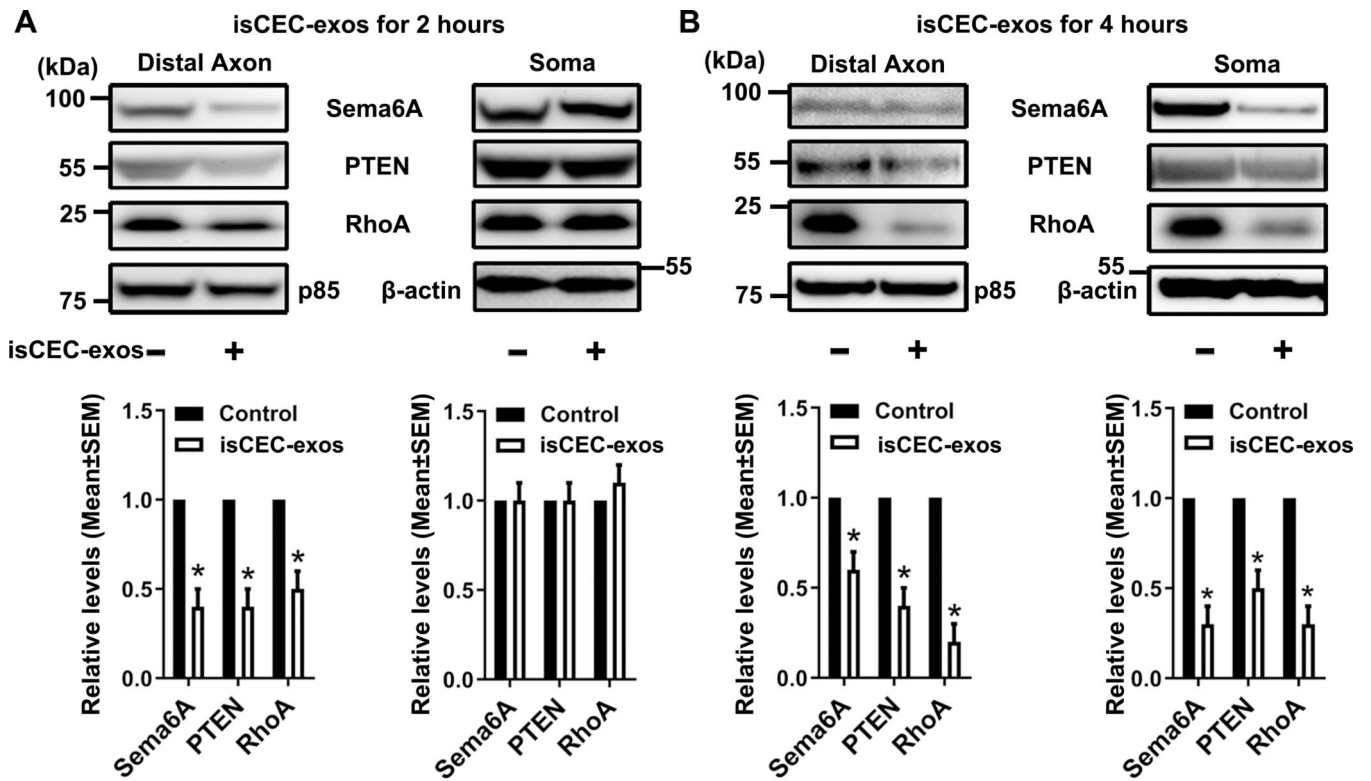 A
isCEC-exos for 2 hours
(kDa)
Distal Axon
Soma
100
Sema6A
55
PTEN
25
RhoA
55
75
p85
β-actin
isCEC-exos
−
+
−
+
Relative levels (Mean±SEM)
1.5
1.0
0.5
0.0
Control
isCEC-exos
*
*
*
Sema6A
PTEN
RhoA
Relative levels (Mean±SEM)
1.5
1.0
0.5
0.0
Control
isCEC-exos
Sema6A
PTEN
RhoA
B
isCEC-exos for 4 hours
(kDa)
Distal Axon
Soma
100
Sema6A
55
PTEN
25
RhoA
55
75
p85
β-actin
−
+
−
+
Relative levels (Mean±SEM)
1.5
1.0
0.5
0.0
Control
isCEC-exos
*
*
*
Sema6A
PTEN
RhoA
Relative levels (Mean±SEM)
1.5
1.0
0.5
0.0
Control
isCEC-exos
*
*
*
Sema6A
PTEN
RhoA